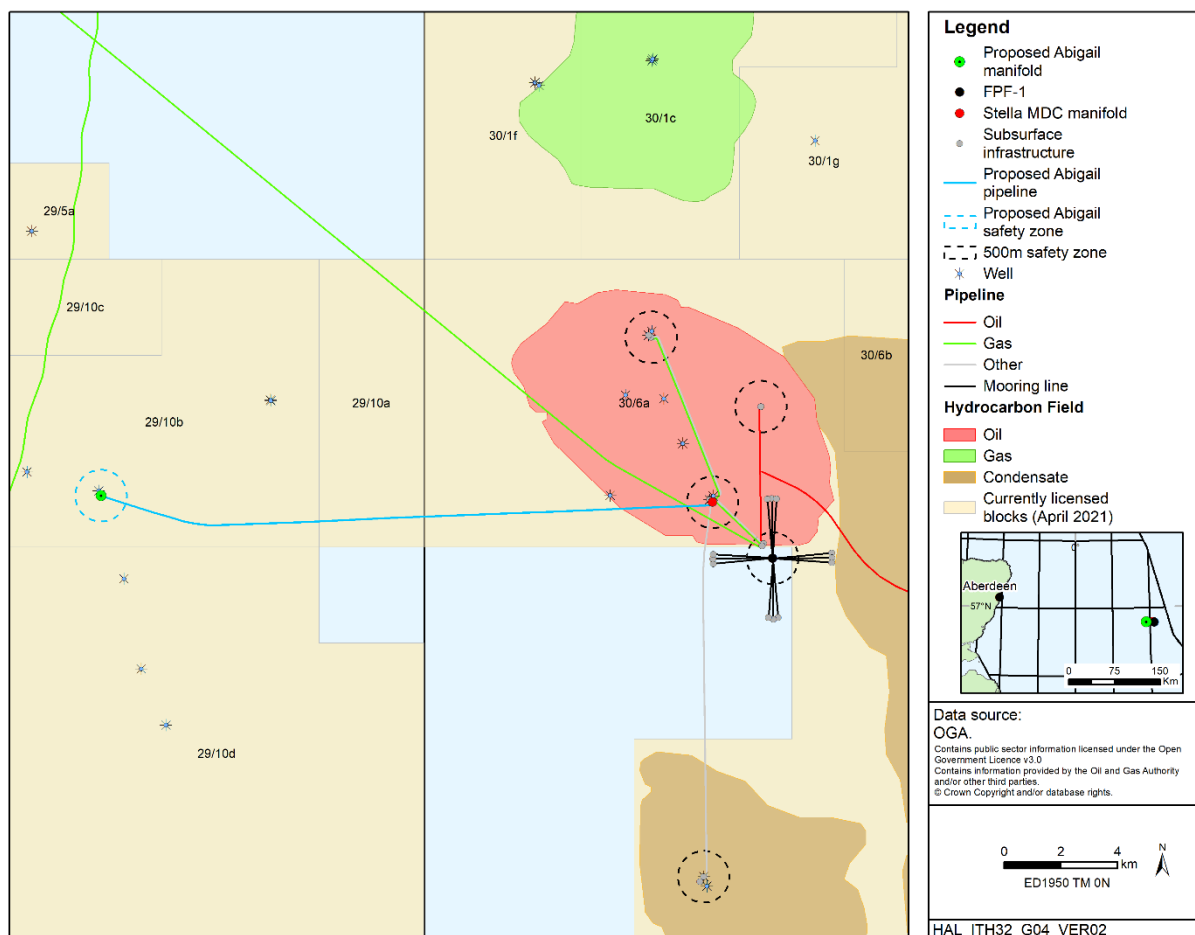 30/1f
30/1c
30/1g
29/5a
29/10c
30/6b
29/10b
29/10a
30/6a
29/10d
Legend
Proposed Abigail
manifold
FPF-1
Stella MDC manifold
Subsurface
infrastructure
Proposed Abigail
pipeline
Proposed Abigail
safety zone
500m safety zone
Well
Pipeline
Oil
Gas
Other
Mooring line
Hydrocarbon Field
Oil
Gas
Condensate
Currently licensed
blocks (April 2021)
0°
Aberdeen
57°N
0 75 150
Km
Data source:
OGA.
Contains public sector information licensed under the Open
Government Licence v3.0
Contains information provided by the Oil and Gas Authority
and/or other third parties.
© Crown Copyright and/or database rights.
0 2 4
km
N
ED1950 TM 0N
HAL_ITH32_G04_VER02